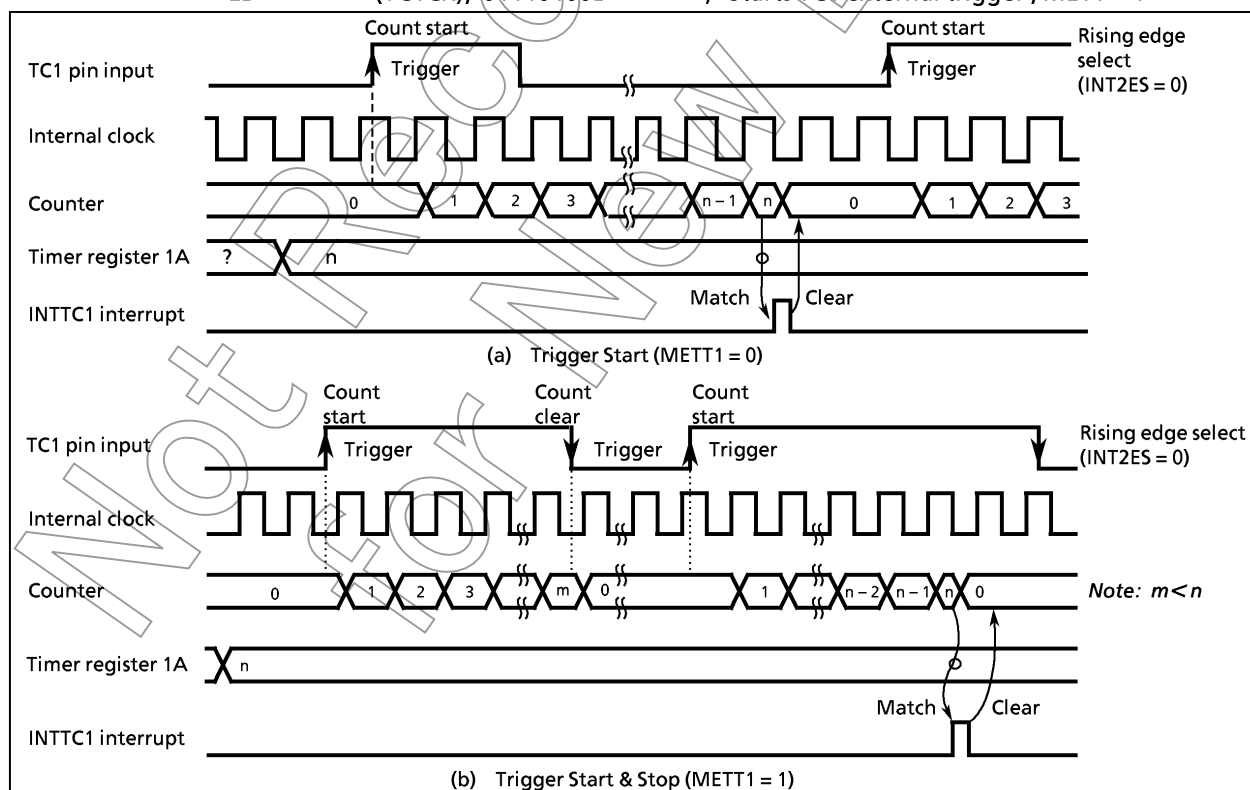 Count start
Count start
TC1 pin input
Trigger
Trigger
Rising edge
select
(INT2ES = 0)
Internal clock
Counter
0 1 2 3 n – 1 n 0 1 2 3
Timer register 1A
? n
Match
Clear
INTTC1 interrupt
(a) Trigger Start (METT1 = 0)
Count
start
Count
clear
Count
start
TC1 pin input
Trigger
Trigger
Trigger
Rising edge select
(INT2ES = 0)
Internal clock
Counter
0 1 2 3 m 0 1 n – 2 n – 1 n 0
Note: m < n
Timer register 1A
n
Match
Clear
INTTC1 interrupt
(b) Trigger Start & Stop (METT1 = 1)
Not Reco
for New